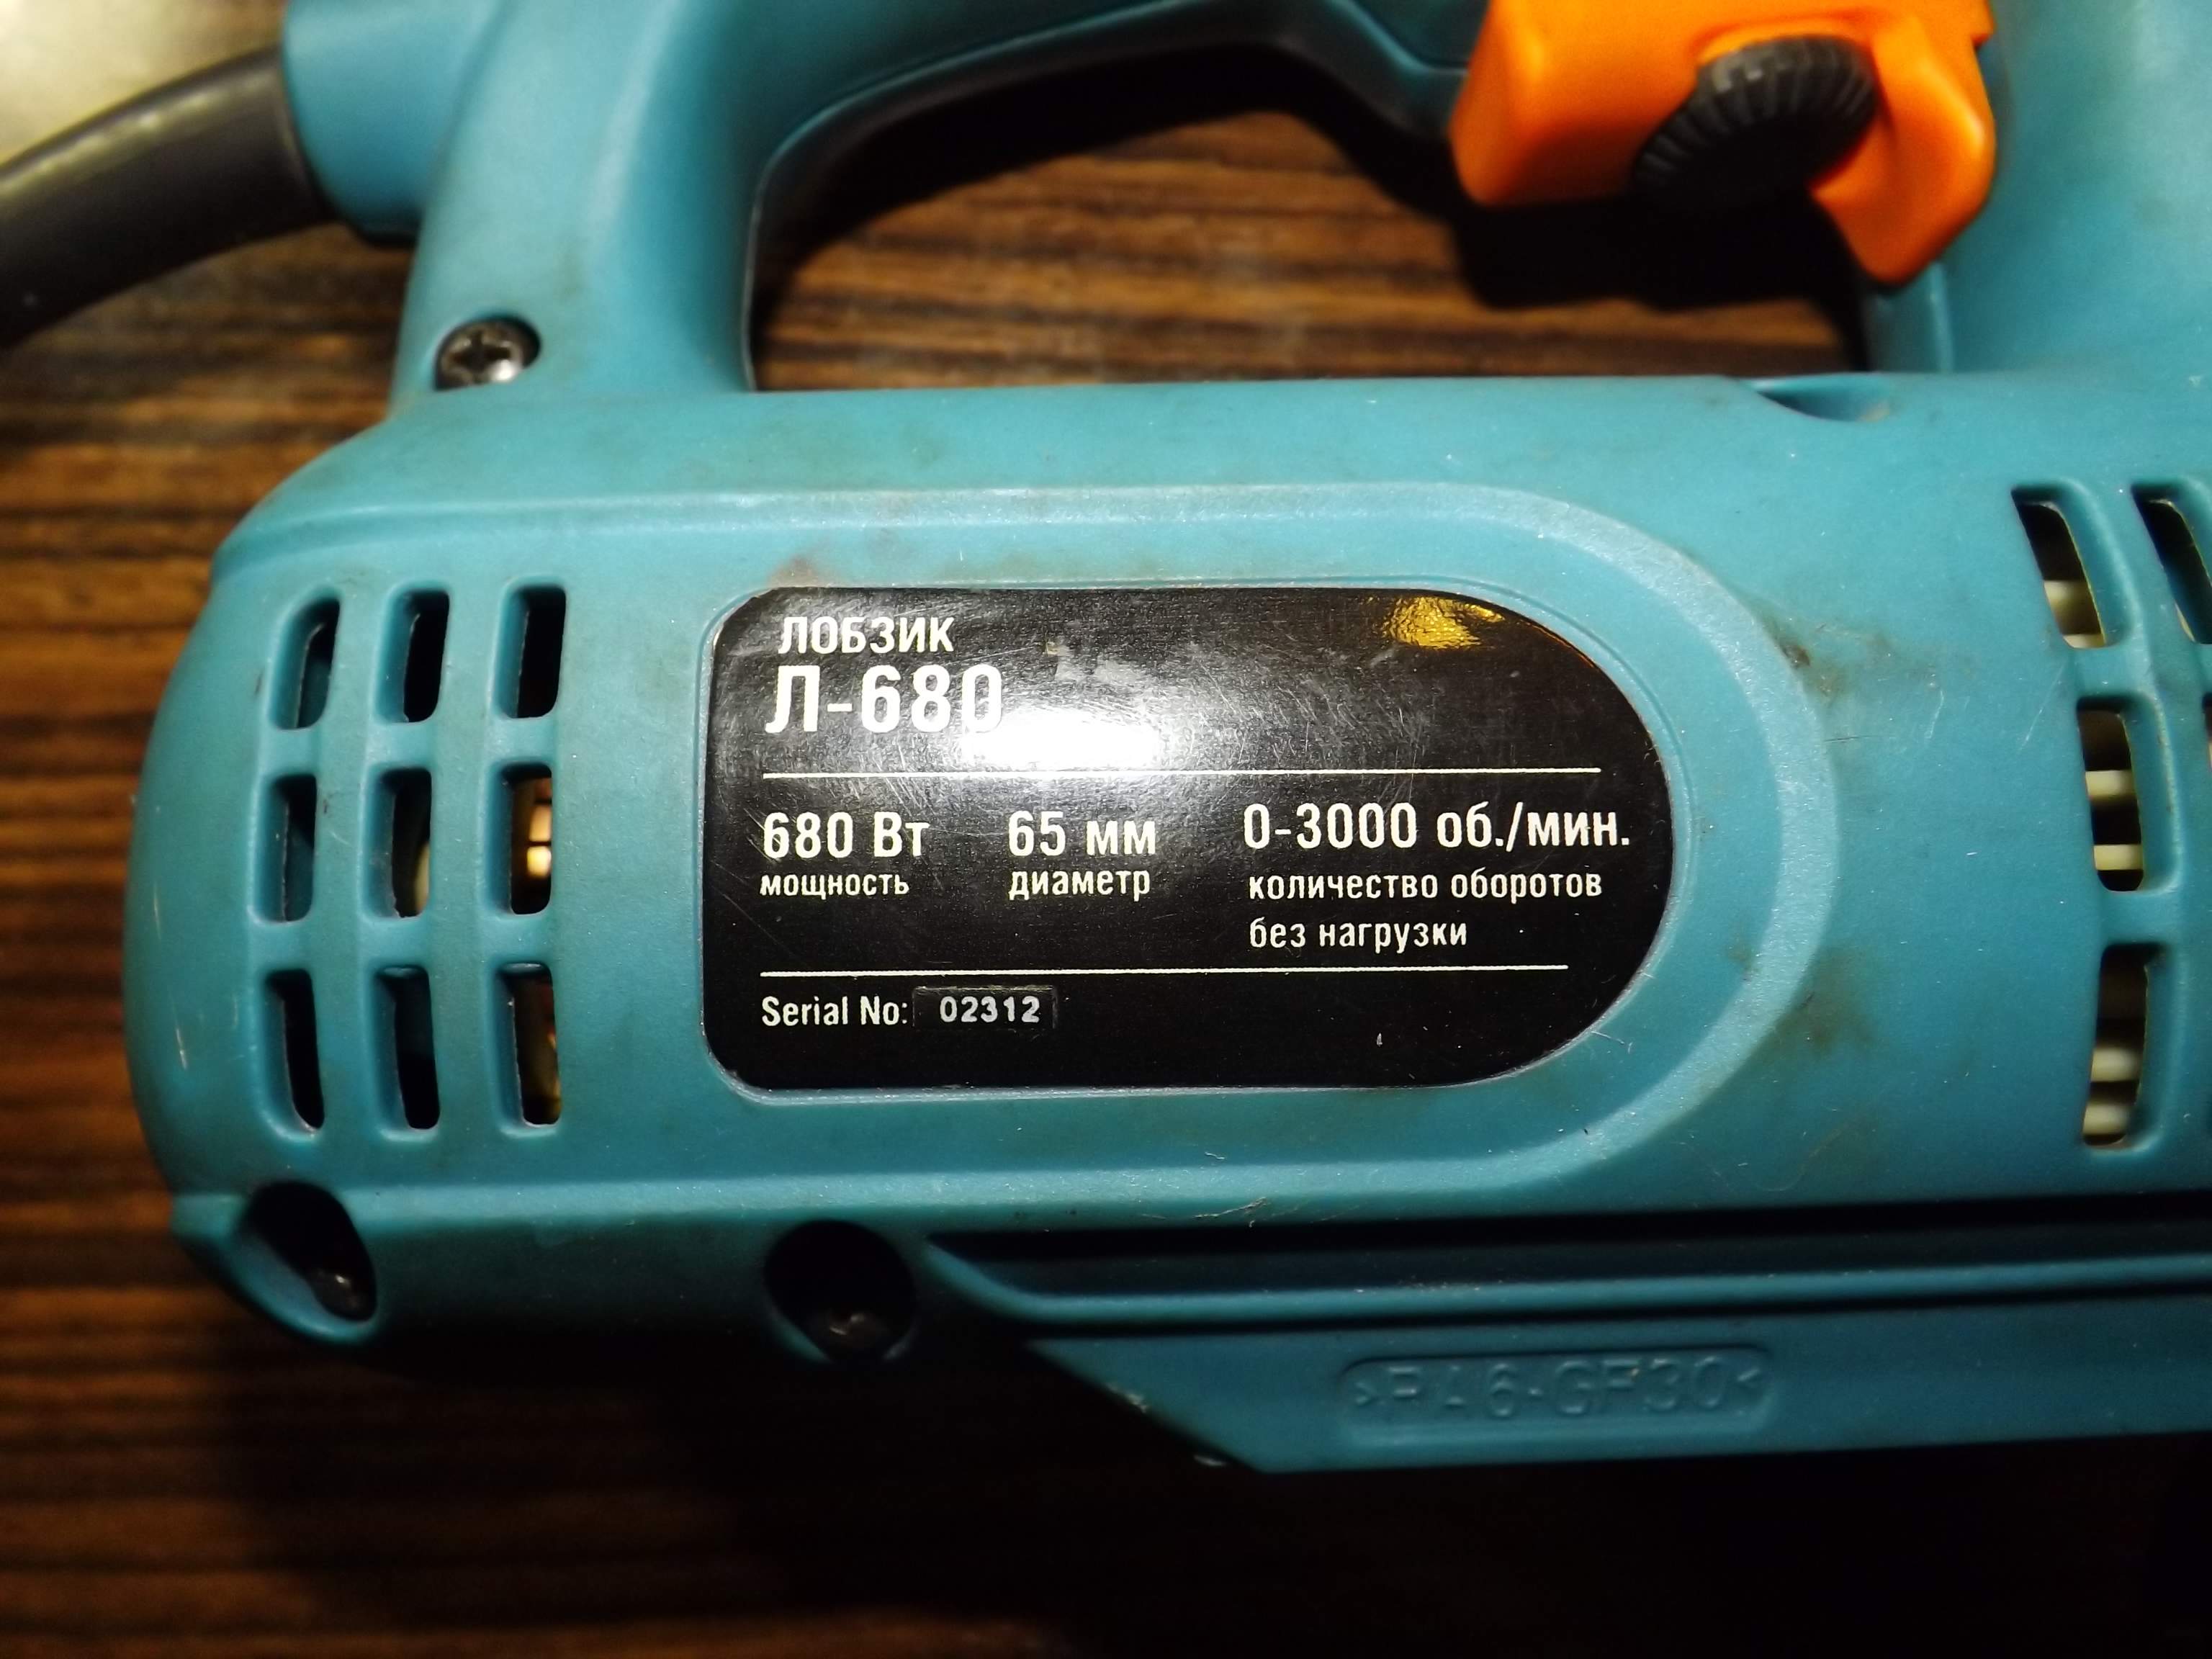 ЛОБЗИК
Л-680
680 Вт 65 мм 0-3000 об./мин.
мощность диаметр количество оборотов
без нагрузки
Serial No: 02312
>PA6-GF30<